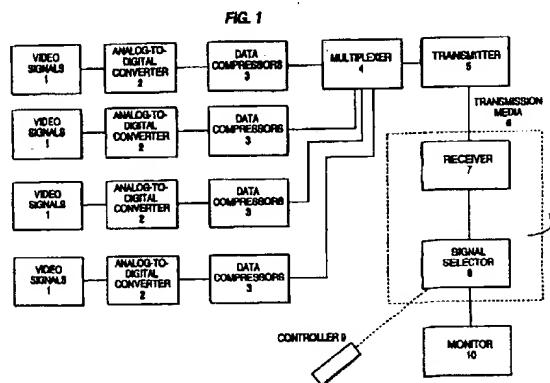 FIG. 1
VIDEO
SIGNALS
1
ANALOG-TO-
DIGITAL
CONVERTER
2
DATA
COMPRESSORS
3
MULTIPLEXER
4
TRANSMITTER
5
TRANSMISSION
MEDIA
6
VIDEO
SIGNALS
1
ANALOG-TO-
DIGITAL
CONVERTER
2
DATA
COMPRESSORS
3
RECEIVER
7
VIDEO
SIGNALS
1
ANALOG-TO-
DIGITAL
CONVERTER
2
DATA
COMPRESSORS
3
VIDEO
SIGNALS
1
ANALOG-TO-
DIGITAL
CONVERTER
2
DATA
COMPRESSORS
3
SIGNAL
SELECTOR
8
CONTROLLER 9
MONITOR
10